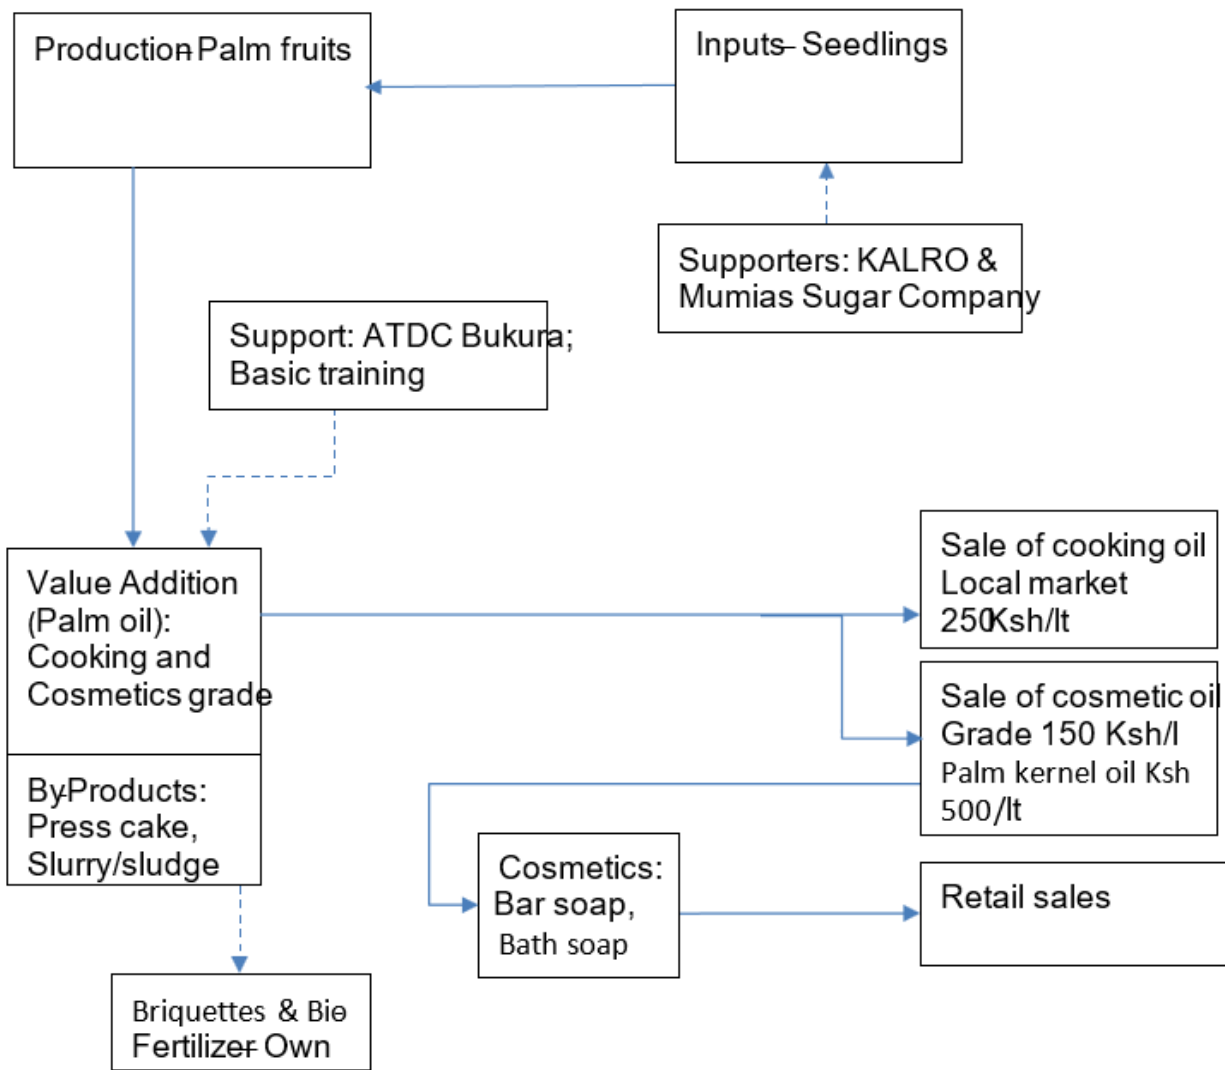 Production-Palm fruits
Inputs- Seedlings
Supporters: KALRO &
Mumias Sugar Company
Support: ATDC Bukura;
Basic training
Value Addition
(Palm oil):
Cooking and
Cosmetics grade
By-Products:
Press cake,
Slurry/sludge
Sale of cooking oil
Local market
250Ksh/lt
Sale of cosmetic oil
Grade 150 Ksh/l
Palm kernel oil Ksh
500/lt
Cosmetics:
Bar soap,
Bath soap
Retail sales
Briquettes & Bio
Fertilizer- Own